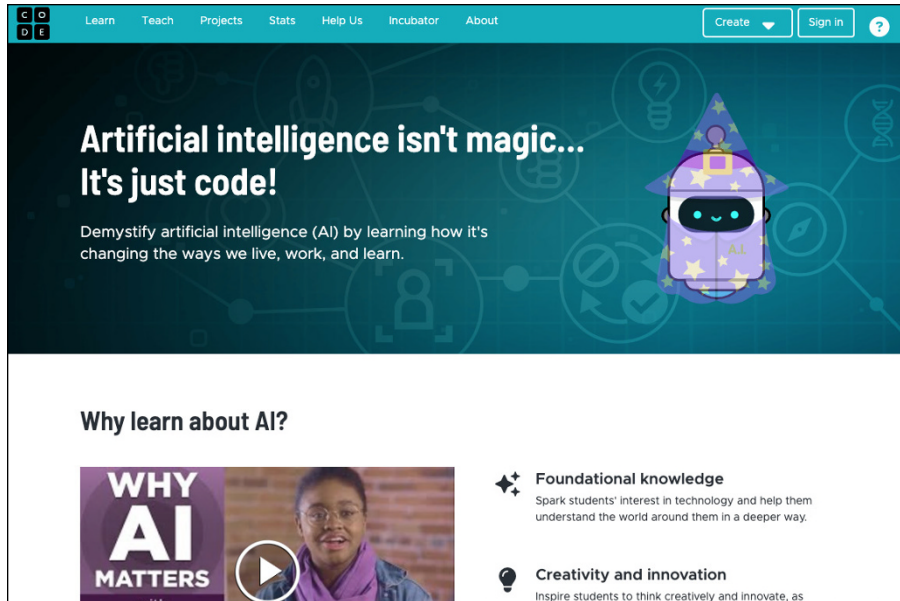 C O
D E
Learn Teach Projects Stats Help Us Incubator About
Create
Sign in
?
Artificial intelligence isn't magic...
It's just code!
Demystify artificial intelligence (AI) by learning how it's
changing the ways we live, work, and learn.
A.I.
Why learn about AI?
WHY
AI
MATTERS
Foundational knowledge
Spark students' interest in technology and help them
understand the world around them in a deeper way.
Creativity and innovation
Inspire students to think creatively and innovate, as